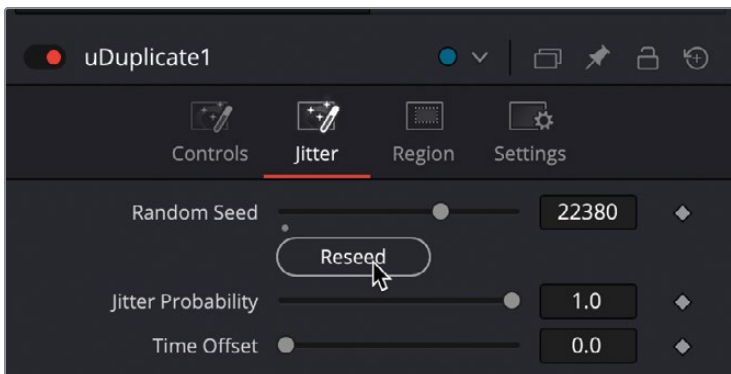 uDuplicate1
Controls Jitter Region Settings
Random Seed 22380
Reseed
Jitter Probability 1.0
Time Offset 0.0